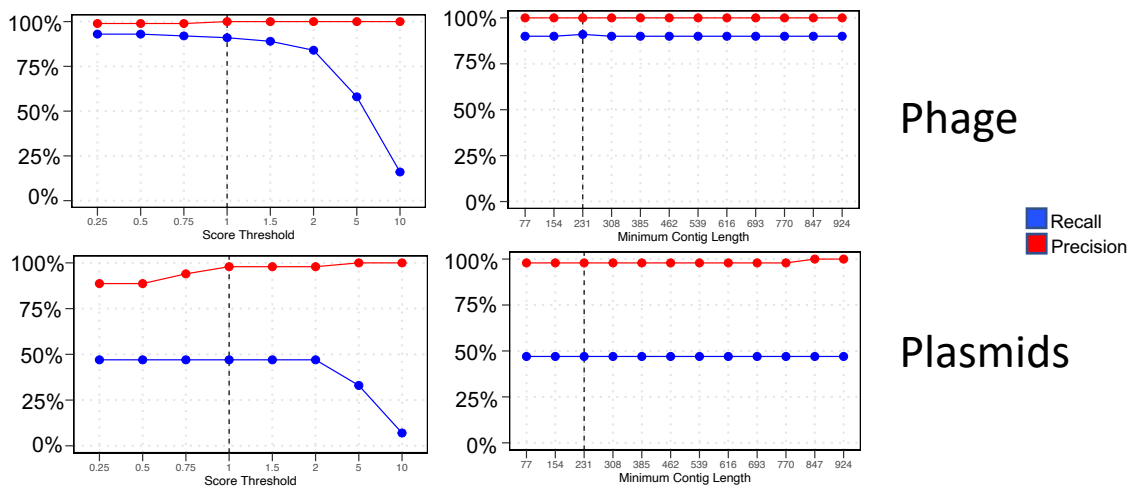 100%
75%
50%
25%
0%
0.25 0.5 0.75 1 1.5 2 5 10
Score Threshold
100%
75%
50%
25%
0%
77 154 231 308 385 462 539 616 693 770 847 924
Minimum Contig Length
Phage
Recall
Precision
100%
75%
50%
25%
0%
0.25 0.5 0.75 1 1.5 2 5 10
Score Threshold
100%
75%
50%
25%
0%
77 154 231 308 385 462 539 616 693 770 847 924
Minimum Contig Length
Plasmids